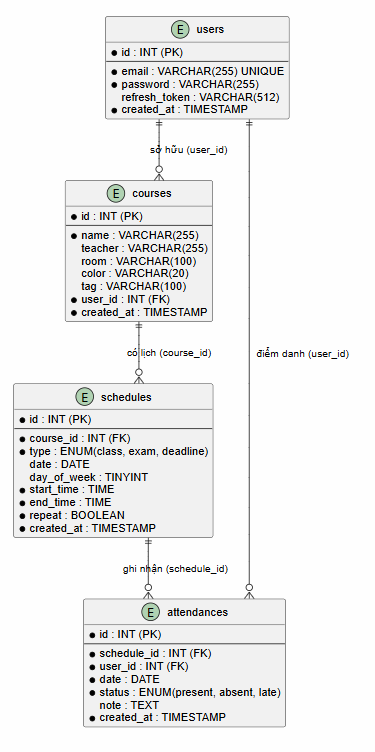 E users
● id : INT (PK)
● email : VARCHAR(255) UNIQUE
● password : VARCHAR(255)
refresh_token : VARCHAR(512)
● created_at : TIMESTAMP
sở hữu (user_id)
E courses
● id : INT (PK)
● name : VARCHAR(255)
teacher : VARCHAR(255)
room : VARCHAR(100)
color : VARCHAR(20)
tag : VARCHAR(100)
● user_id : INT (FK)
● created_at : TIMESTAMP
có lịch (course_id)
điểm danh (user_id)
E schedules
● id : INT (PK)
● course_id : INT (FK)
● type : ENUM(class, exam, deadline)
date : DATE
day_of_week : TINYINT
● start_time : TIME
● end_time : TIME
● repeat : BOOLEAN
● created_at : TIMESTAMP
ghi nhận (schedule_id)
E attendances
● id : INT (PK)
● schedule_id : INT (FK)
● user_id : INT (FK)
● date : DATE
● status : ENUM(present, absent, late)
note : TEXT
● created_at : TIMESTAMP